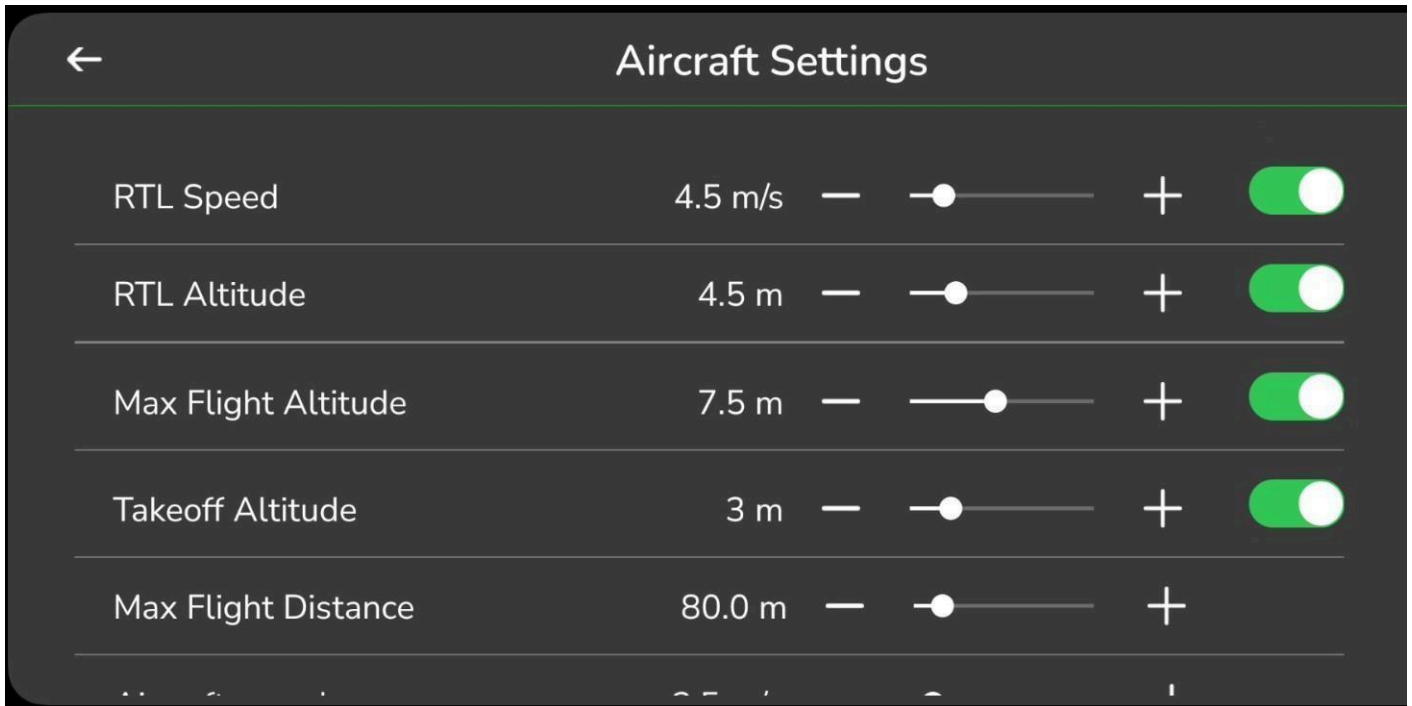 Aircraft Settings
RTL Speed 4.5 m/s
RTL Altitude 4.5 m
Max Flight Altitude 7.5 m
Takeoff Altitude 3 m
Max Flight Distance 80.0 m